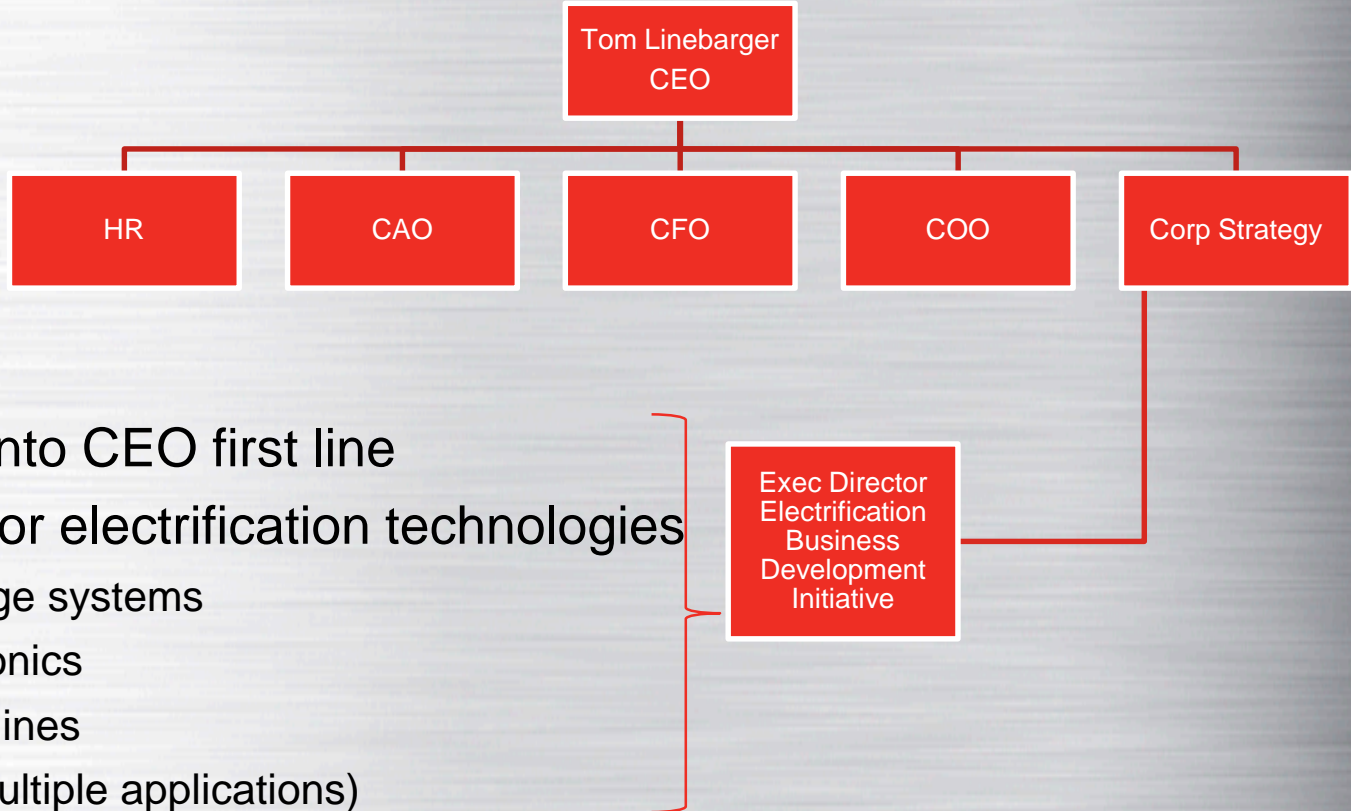 Tom Linebarger
CEO
HR
CAO
CFO
COO
Corp Strategy
nto CEO first line
or electrification technologies
ge systems
onics
ines
ultiple applications)
Exec Director
Electrification
Business
Development
Initiative